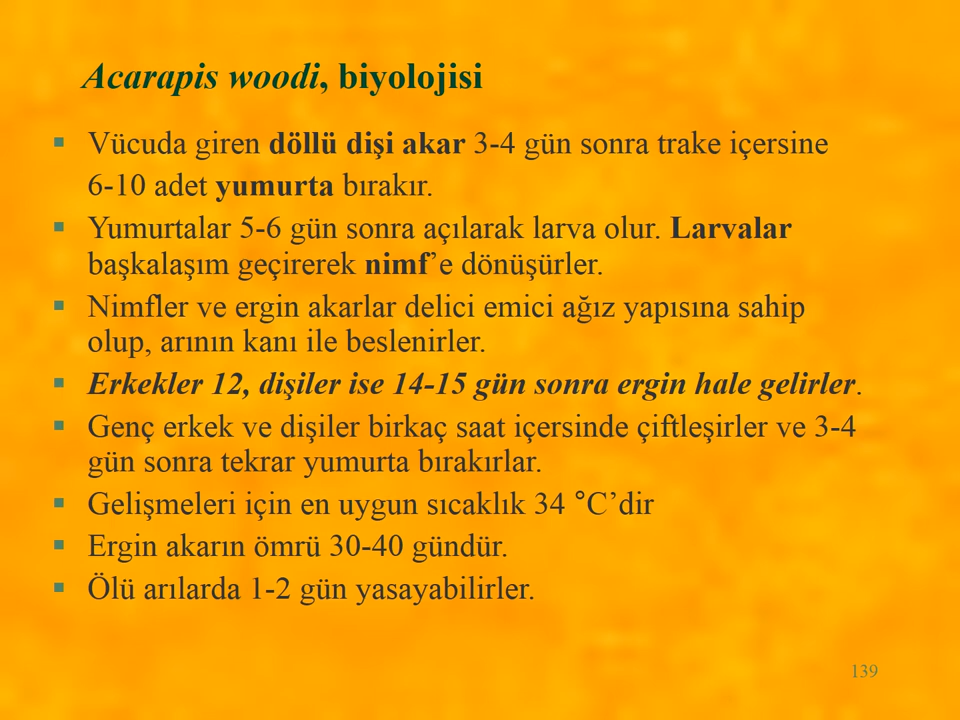 Acarapis woodi, biyolojisi
▪ Vücuda giren döllü dişi akar 3-4 gün sonra trake içersine
6-10 adet yumurta bırakır.
▪ Yumurtalar 5-6 gün sonra açılarak larva olur. Larvalar
başkalaşım geçirerek nimf’e dönüşürler.
▪ Nimfler ve ergin akarlar delici emici ağız yapısına sahip
olup, arının kanı ile beslenirler.
▪ Erkekler 12, dişiler ise 14-15 gün sonra ergin hale gelirler.
▪ Genç erkek ve dişiler birkaç saat içersinde çiftleşirler ve 3-4
gün sonra tekrar yumurta bırakırlar.
▪ Gelişmeleri için en uygun sıcaklık 34 °C’dir
▪ Ergin akarın ömrü 30-40 gündür.
▪ Ölü arılarda 1-2 gün yasayabilirler.
139